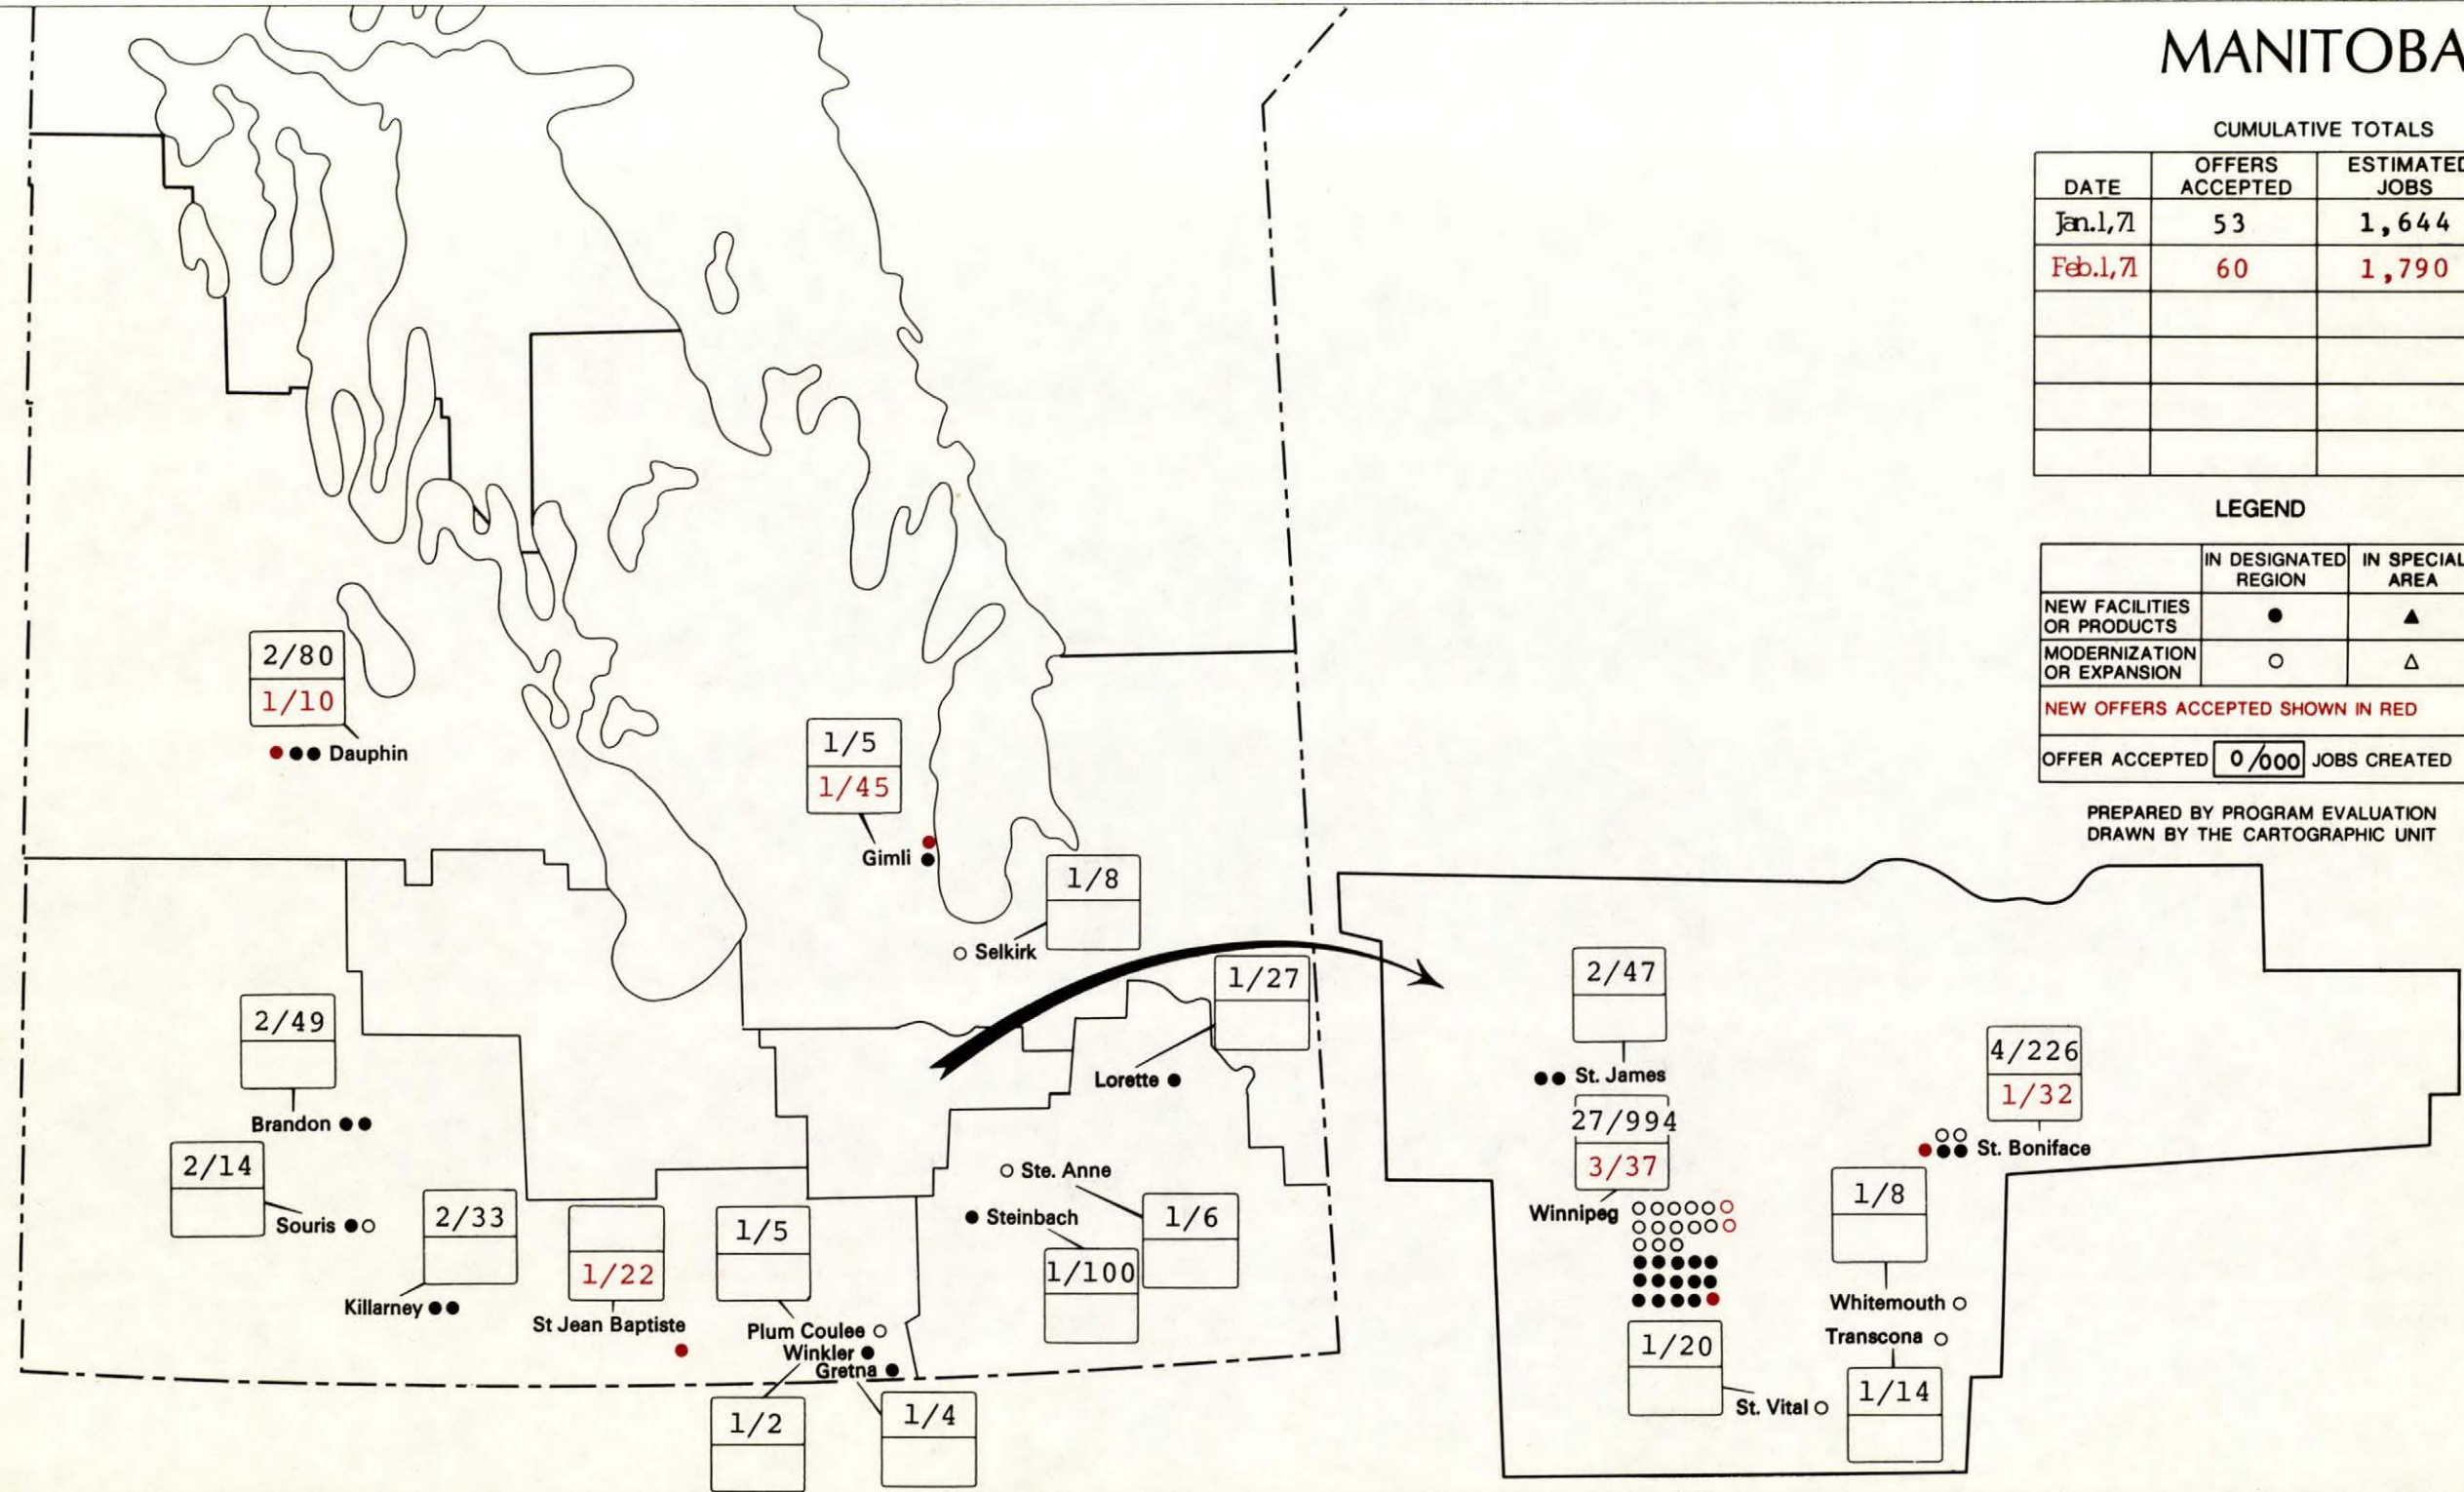 MANITOBA
CUMULATIVE TOTALS
DATE OFFERS ACCEPTED ESTIMATED JOBS
Jan.1,71 53 1,644
Feb.1,71 60 1,790
LEGEND
IN DESIGNATED REGION IN SPECIAL AREA
NEW FACILITIES OR PRODUCTS
MODERNIZATION OR EXPANSION
NEW OFFERS ACCEPTED SHOWN IN RED
OFFER ACCEPTED 0/000 JOBS CREATED
PREPARED BY PROGRAM EVALUATION
DRAWN BY THE CARTOGRAPHIC UNIT
2/80
1/10
Dauphin
1/5
1/45
Gimli
1/8
Selkirk
1/27
Lorette
2/49
Brandon
2/14
Souris
2/33
Killarney
1/22
St Jean Baptiste
1/5
Plum Coulee
Winkler
Gretna
1/2
1/4
Ste. Anne
1/6
Steinbach
1/100
2/47
St. James
27/994
3/37
Winnipeg
4/226
1/32
St. Boniface
1/8
Whitemouth
Transcona
1/14
1/20
St. Vital